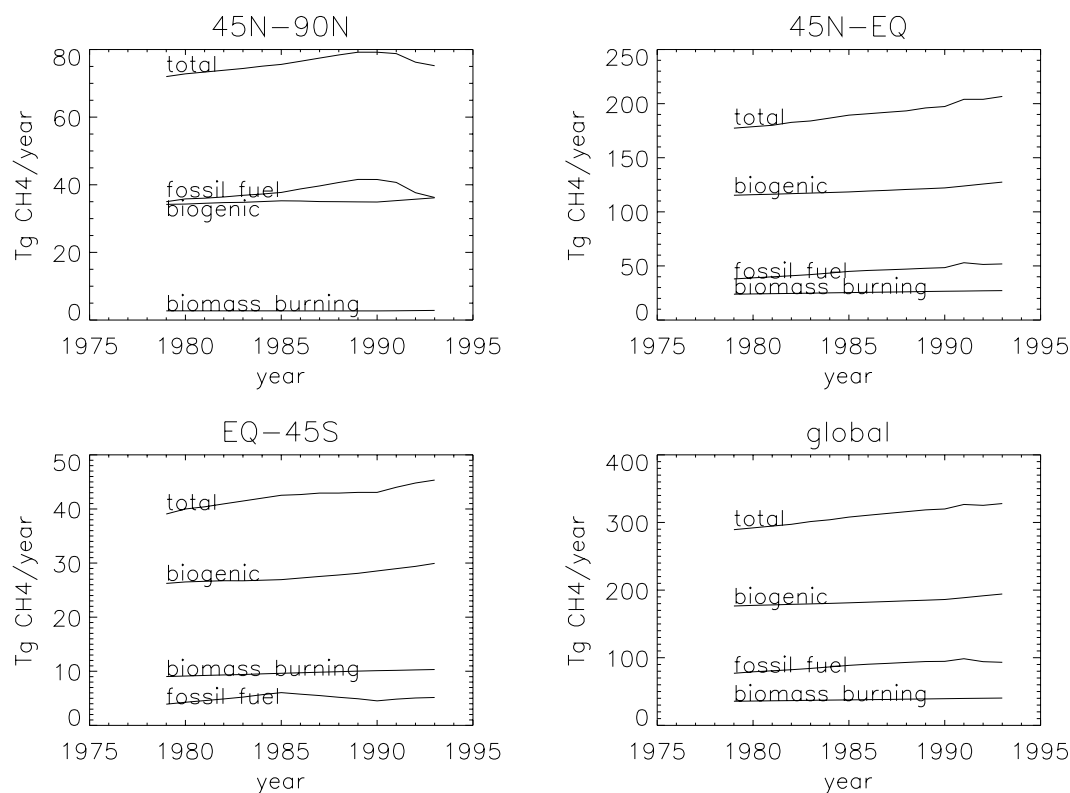 45N-90N
80
60
40
20
0
Tg CH4/year
total
fossil fuel
biogenic
biomass burning
1975 1980 1985 1990 1995
year
45N-EQ
250
200
150
100
50
0
Tg CH4/year
total
biogenic
fossil fuel
biomass burning
1975 1980 1985 1990 1995
year
EQ-45S
50
40
30
20
10
0
Tg CH4/year
total
biogenic
biomass burning
fossil fuel
1975 1980 1985 1990 1995
year
global
400
300
200
100
0
Tg CH4/year
total
biogenic
fossil fuel
biomass burning
1975 1980 1985 1990 1995
year